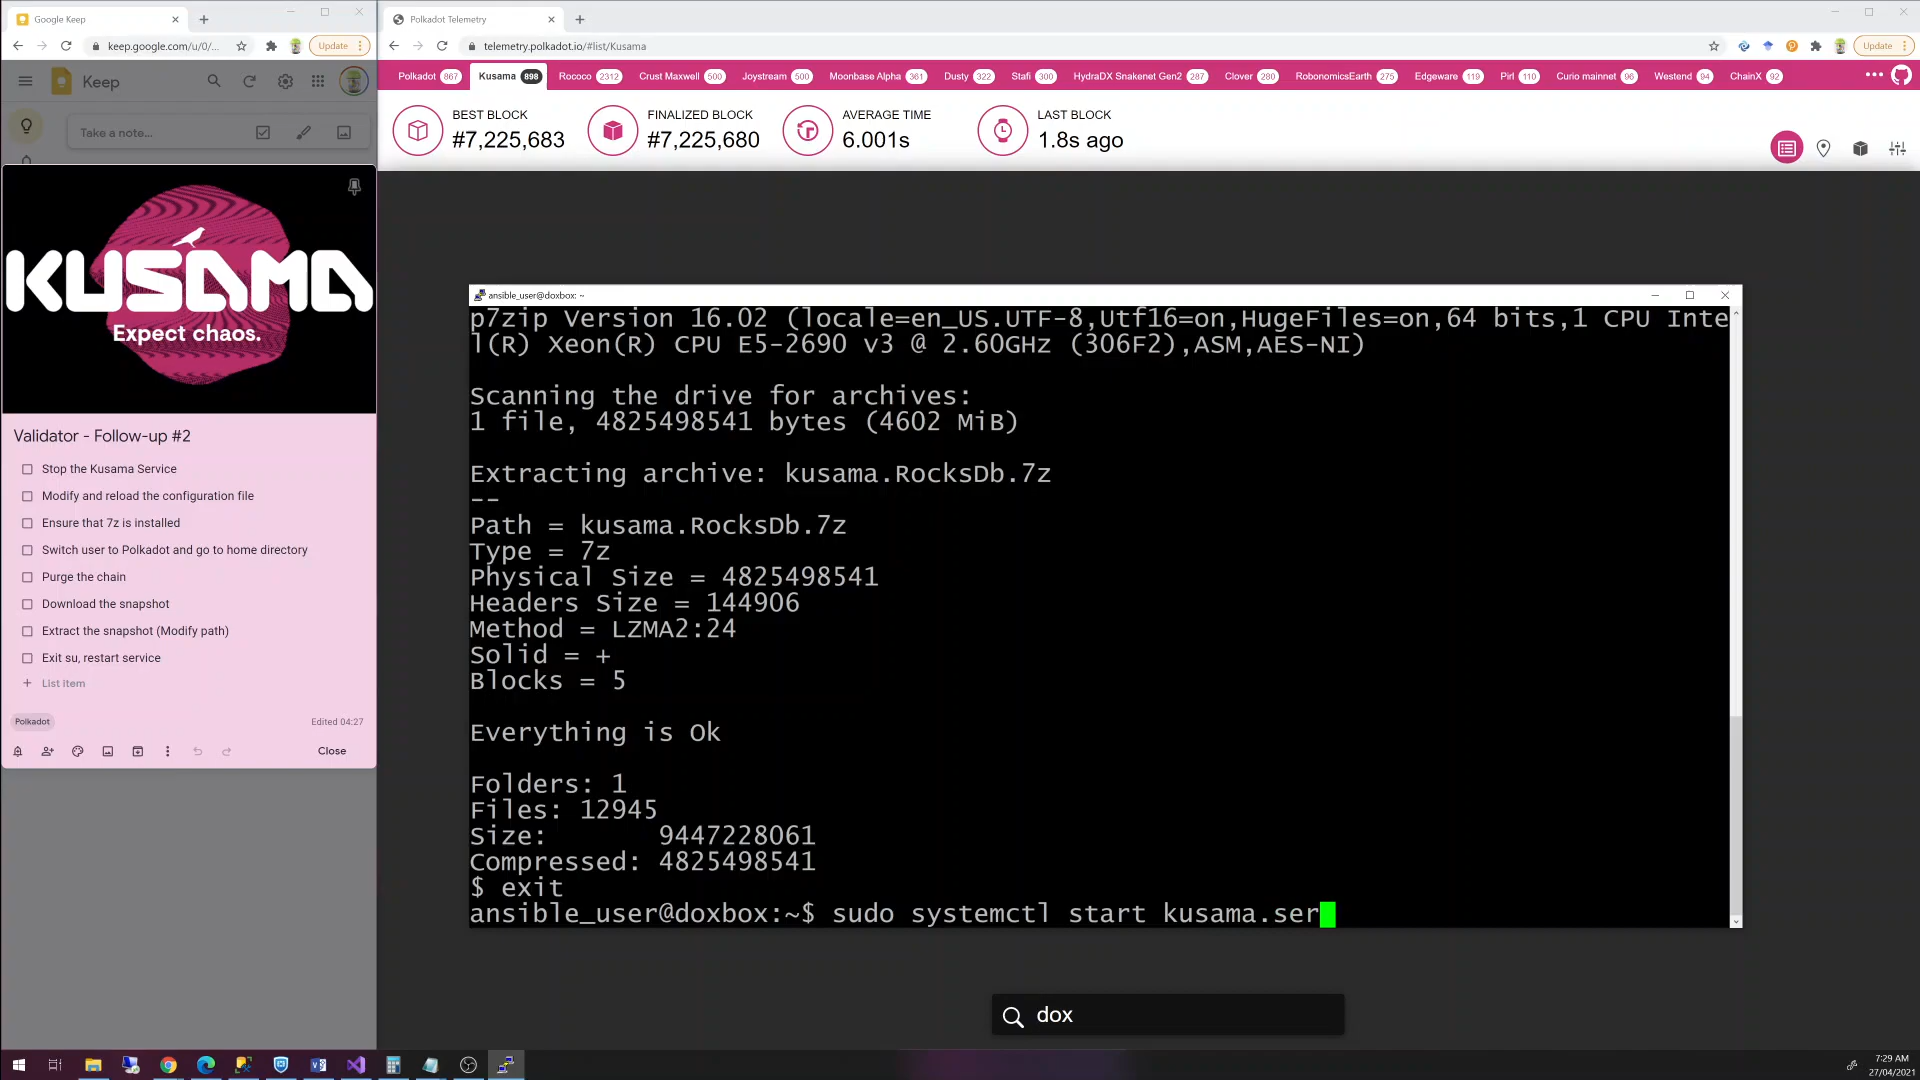 Google Keep
Polkadot Telemetry
keep.google.com/u/0/...
Update
telemetry.polkadot.io/#list/Kusama
Update
Keep
Polkadot 867
Kusama 898
Rococo 2312
Crust Maxwell 500
Joystream 500
Moonbase Alpha 361
Dusty 322
Stafi 300
HydraDX Snakenet Gen2 287
Clover 280
RobonomicsEarth 275
Edgeware 119
Pirl 110
Curio mainnet 96
Westend 94
ChainX 92
Take a note...
BEST BLOCK
#7,225,683
FINALIZED BLOCK
#7,225,680
AVERAGE TIME
6.001s
LAST BLOCK
1.8s ago
KUSAMA
Expect chaos.
Validator - Follow-up #2
Stop the Kusama Service
Modify and reload the configuration file
Ensure that 7z is installed
Switch user to Polkadot and go to home directory
Purge the chain
Download the snapshot
Extract the snapshot (Modify path)
Exit su, restart service
+ List item
Polkadot
Edited 04:27
Close
ansible_user@doxbox: ~
p7zip Version 16.02 (locale=en_US.UTF-8,Utf16=on,HugeFiles=on,64 bits,1 CPU Inte
l(R) Xeon(R) CPU E5-2690 v3 @ 2.60GHz (306F2),ASM,AES-NI)
Scanning the drive for archives:
1 file, 4825498541 bytes (4602 MiB)
Extracting archive: kusama.RocksDb.7z
--
Path = kusama.RocksDb.7z
Type = 7z
Physical Size = 4825498541
Headers Size = 144906
Method = LZMA2:24
Solid = +
Blocks = 5
Everything is Ok
Folders: 1
Files: 12945
Size:       9447228061
Compressed: 4825498541
$ exit
ansible_user@doxbox:~$ sudo systemctl start kusama.ser
dox
7:29 AM
27/04/2021